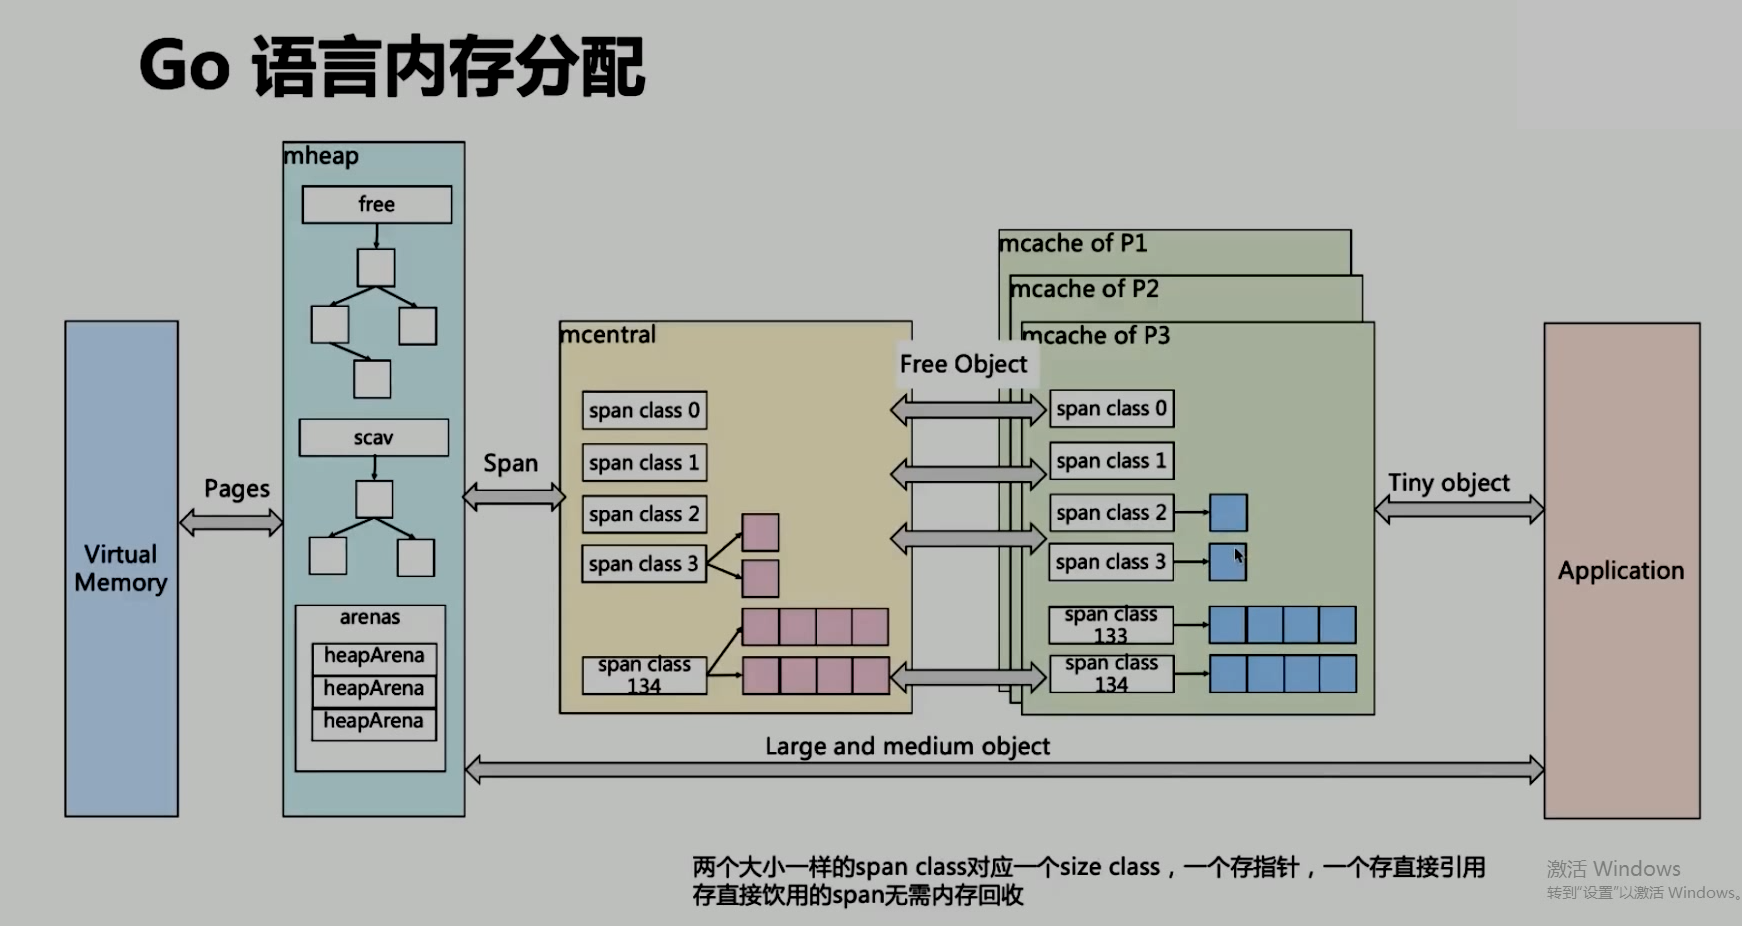 Go 语言内存分配
mheap
free
scav
arenas
heapArena
heapArena
heapArena
Virtual
Memory
Pages
Span
mcentral
span class 0
span class 1
span class 2
span class 3
span class
134
Free Object
mcache of P1
mcache of P2
mcache of P3
span class 0
span class 1
span class 2
span class 3
span class
133
span class
134
Tiny object
Application
Large and medium object
两个大小一样的span class对应一个size class，一个存指针，一个存直接引用
存直接饮用的span无需内存回收
激活 Windows
转到"设置"以激活 Windows。